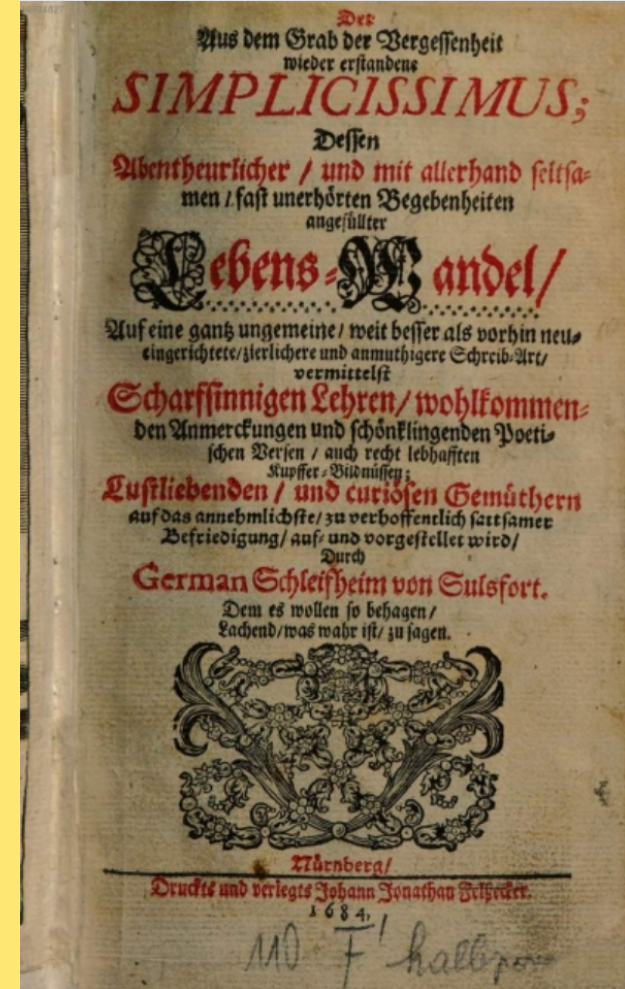 Der
Aus dem Grab der Vergessenheit
wieder erstandene
SIMPLICISSIMUS;
Dessen
Abentheurlicher / und mit allerhand seltsa-
men / fast unerhörten Begebenheiten
angefüllter
Lebens-Wandel/
Auf eine gantz ungemeine/ weit besser als vorhin neu-
eingerichtete/zierlichere und anmuthigere Schreib-Art/
vermittelst
Scharffsinnigen Lehren/ wohlkommen-
den Anmerckungen und schönklingenden Poeti-
schen Versen / auch recht lebhafften
Kupffer-Bildnüssen;
Lustliebenden / und curiösen Gemüthern
auf das annehmlichste/ zu verhoffentlich sattsamer
Befriedigung/ auf- und vorgestellet wird/
Durch
German Schleifheim von Sulsfort.
Dem es wollen so behagen/
Lachend/was wahr ist/ zu sagen.
Nürnberg/
Druckts und verlegts Johann Jonathan Felßecker.
1684.
110 F